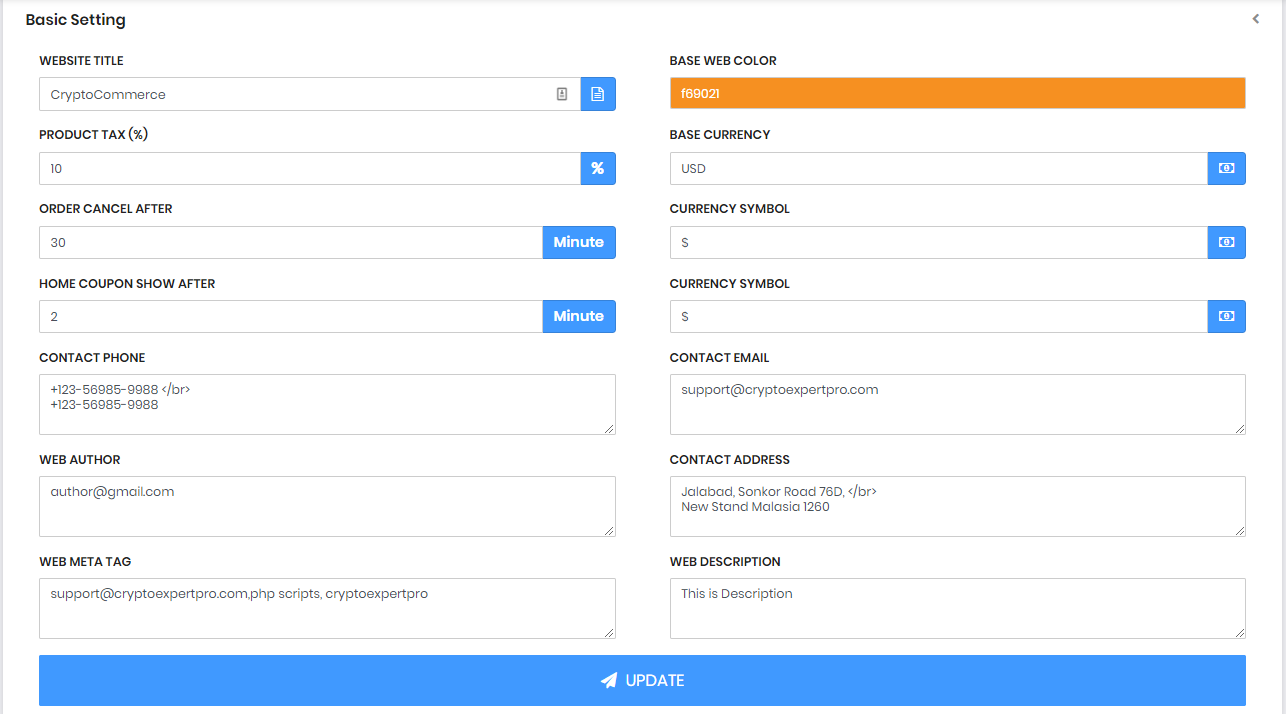 Basic Setting
WEBSITE TITLE
CryptoCommerce
BASE WEB COLOR
f69021
PRODUCT TAX (%)
10
%
BASE CURRENCY
USD
ORDER CANCEL AFTER
30
Minute
CURRENCY SYMBOL
$
HOME COUPON SHOW AFTER
2
Minute
CURRENCY SYMBOL
$
CONTACT PHONE
+123-56985-9988 </br>
+123-56985-9988
CONTACT EMAIL
support@cryptoexpertpro.com
WEB AUTHOR
author@gmail.com
CONTACT ADDRESS
Jalabad, Sonkor Road 76D, </br>
New Stand Malasia 1260
WEB META TAG
support@cryptoexpertpro.com,php scripts, cryptoexpertpro
WEB DESCRIPTION
This is Description
UPDATE